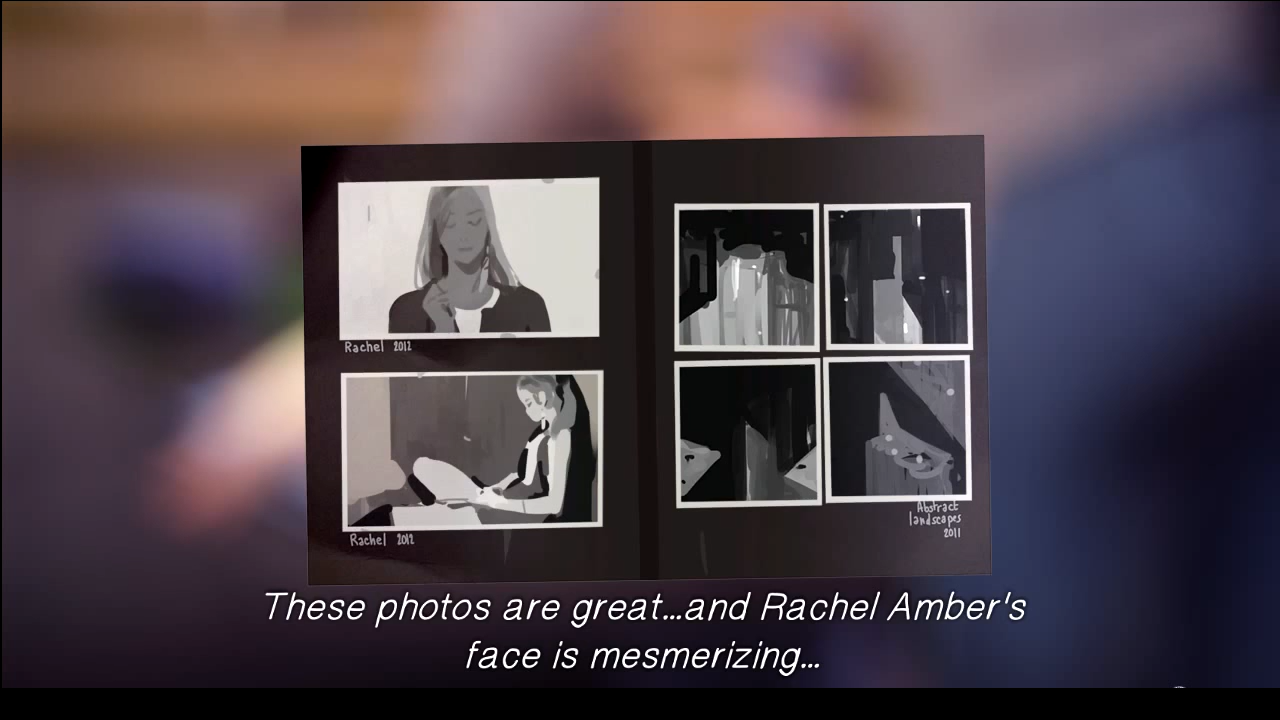 Rachel 2012
Rachel 2012
Abstract
landscapes
2011
These photos are great...and Rachel Amber's
face is mesmerizing...